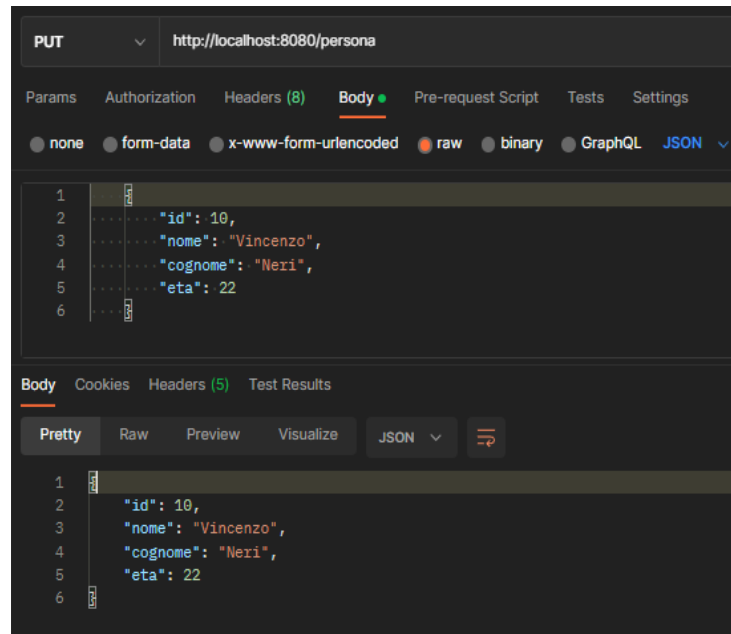 PUT http://localhost:8080/persona
Params Authorization Headers (8) Body Pre-request Script Tests Settings
none form-data x-www-form-urlencoded raw binary GraphQL JSON
1 {
2 "id": 10,
3 "nome": "Vincenzo",
4 "cognome": "Neri",
5 "eta": 22
6 }
Body Cookies Headers (5) Test Results
Pretty Raw Preview Visualize JSON
1 {
2 "id": 10,
3 "nome": "Vincenzo",
4 "cognome": "Neri",
5 "eta": 22
6 }